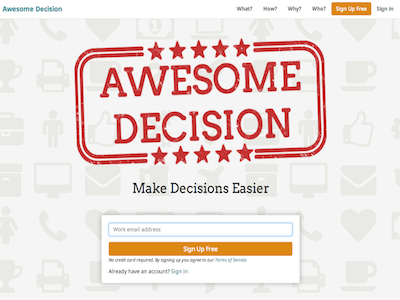 Awesome Decision What? How? Why? Who? Sign Up Free Sign in
AWESOME
DECISION
Make Decisions Easier
Work email address
Sign Up Free
No credit card required. By signing up you agree to our Terms of Service.
Already have an account? Sign in